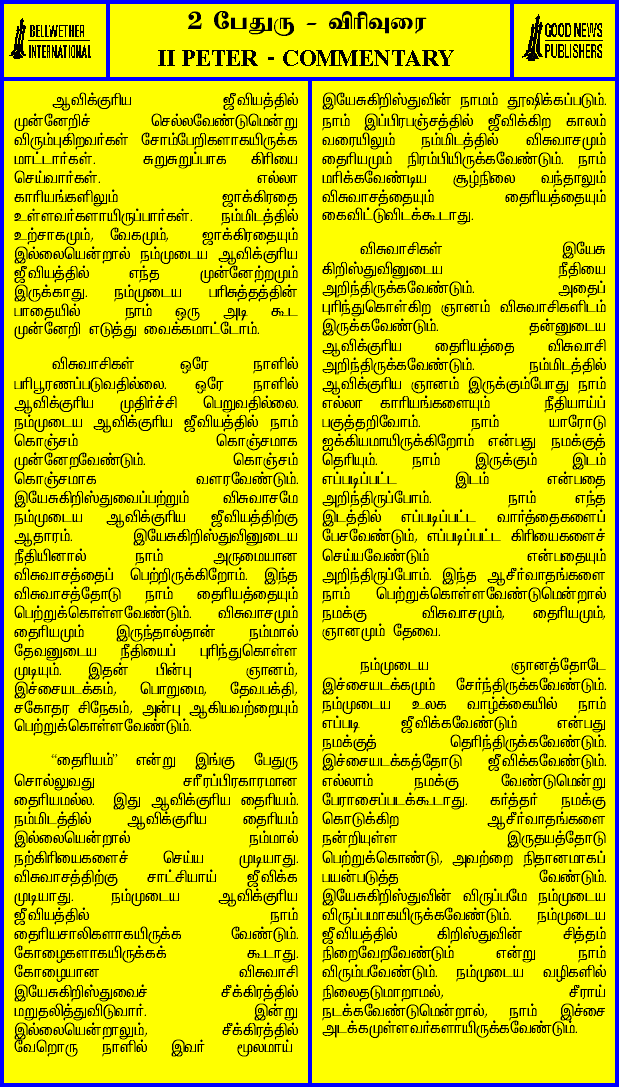 BELLWETHER
INTERNATIONAL
2 பேதுரு - விரிவுரை
II PETER - COMMENTARY
GOOD NEWS
PUBLISHERS
ஆவிக்குரிய ஜீவியத்தில்
முன்னேறிச் செல்லவேண்டுமென்று
விரும்புகிறவர்கள் சோம்பேறிகளாகயிருக்க
மாட்டார்கள். சுறுசுறுப்பாக கிரியை
செய்வார்கள். எல்லா
காரியங்களிலும் ஜாக்கிரதை
உள்ளவர்களாயிருப்பார்கள். நம்மிடத்தில்
உற்சாகமும், வேகமும், ஜாக்கிரதையும்
இல்லையென்றால் நம்முடைய ஆவிக்குரிய
ஜீவியத்தில் எந்த முன்னேற்றமும்
இருக்காது. நம்முடைய பரிசுத்தத்தின்
பாதையில் நாம் ஒரு அடி கூட
முன்னேறி எடுத்து வைக்கமாட்டோம்.
விசுவாசிகள் ஒரே நாளில்
பரிபூரணப்படுவதில்லை. ஒரே நாளில்
ஆவிக்குரிய முதிர்ச்சி பெறுவதில்லை.
நம்முடைய ஆவிக்குரிய ஜீவியத்தில் நாம்
கொஞ்சம் கொஞ்சமாக
முன்னேறவேண்டும். கொஞ்சம்
கொஞ்சமாக வளரவேண்டும்.
இயேசுகிறிஸ்துவைப்பற்றும் விசுவாசமே
நம்முடைய ஆவிக்குரிய ஜீவியத்திற்கு
ஆதாரம். இயேசுகிறிஸ்துவினுடைய
நீதியினால் நாம் அருமையான
விசுவாசத்தைப் பெற்றிருக்கிறோம். இந்த
விசுவாசத்தோடு நாம் தைரியத்தையும்
பெற்றுக்கொள்ளவேண்டும். விசுவாசமும்
தைரியமும் இருந்தால்தான் நம்மால்
தேவனுடைய நீதியைப் புரிந்துகொள்ள
முடியும். இதன் பின்பு ஞானம்,
இச்சையடக்கம், பொறுமை, தேவபக்தி,
சகோதர சிநேகம், அன்பு ஆகியவற்றையும்
பெற்றுக்கொள்ளவேண்டும்.
“தைரியம்” என்று இங்கு பேதுரு
சொல்லுவது சரீரப்பிரகாரமான
தைரியமல்ல. இது ஆவிக்குரிய தைரியம்.
நம்மிடத்தில் ஆவிக்குரிய தைரியம்
இல்லையென்றால் நம்மால்
நற்கிரியைகளைச் செய்ய முடியாது.
விசுவாசத்திற்கு சாட்சியாய் ஜீவிக்க
முடியாது. நம்முடைய ஆவிக்குரிய
ஜீவியத்தில் நாம்
தைரியசாலிகளாகயிருக்க வேண்டும்.
கோழைகளாகயிருக்கக் கூடாது.
கோழையான விசுவாசி
இயேசுகிறிஸ்துவைச் சீக்கிரத்தில்
மறுதலித்துவிடுவார். இன்று
இல்லையென்றாலும், சீக்கிரத்தில்
வேறொரு நாளில் இவர் மூலமாய்
இயேசுகிறிஸ்துவின் நாமம் தூஷிக்கப்படும்.
நாம் இப்பிரபஞ்சத்தில் ஜீவிக்கிற காலம்
வரையிலும் நம்மிடத்தில் விசுவாசமும்
தைரியமும் நிரம்பியிருக்கவேண்டும். நாம்
மரிக்கவேண்டிய சூழ்நிலை வந்தாலும்
விசுவாசத்தையும் தைரியத்தையும்
கைவிட்டுவிடக்கூடாது.
விசுவாசிகள் இயேசு
கிறிஸ்துவினுடைய நீதியை
அறிந்திருக்கவேண்டும். அதைப்
புரிந்துகொள்கிற ஞானம் விசுவாசிகளிடம்
இருக்கவேண்டும். தன்னுடைய
ஆவிக்குரிய தைரியத்தை விசுவாசி
அறிந்திருக்கவேண்டும். நம்மிடத்தில்
ஆவிக்குரிய ஞானம் இருக்கும்போது நாம்
எல்லா காரியங்களையும் நீதியாய்ப்
பகுத்தறிவோம். நாம் யாரோடு
ஐக்கியமாயிருக்கிறோம் என்பது நமக்குத்
தெரியும். நாம் இருக்கும் இடம்
எப்படிப்பட்ட இடம் என்பதை
அறிந்திருப்போம். நாம் எந்த
இடத்தில் எப்படிப்பட்ட வார்த்தைகளைப்
பேசவேண்டும், எப்படிப்பட்ட கிரியைகளைச்
செய்யவேண்டும் என்பதையும்
அறிந்திருப்போம். இந்த ஆசீர்வாதங்களை
நாம் பெற்றுக்கொள்ளவேண்டுமென்றால்
நமக்கு விசுவாசமும், தைரியமும்,
ஞானமும் தேவை.
நம்முடைய ஞானத்தோடே
இச்சையடக்கமும் சேர்ந்திருக்கவேண்டும்.
நம்முடைய உலக வாழ்க்கையில் நாம்
எப்படி ஜீவிக்கவேண்டும் என்பது
நமக்குத் தெரிந்திருக்கவேண்டும்.
இச்சையடக்கத்தோடு ஜீவிக்கவேண்டும்.
எல்லாம் நமக்கு வேண்டுமென்று
பேராசைப்படக்கூடாது. கர்த்தர் நமக்கு
கொடுக்கிற ஆசீர்வாதங்களை
நன்றியுள்ள இருதயத்தோடு
பெற்றுக்கொண்டு, அவற்றை நிதானமாகப்
பயன்படுத்த வேண்டும்.
இயேசுகிறிஸ்துவின் விருப்பமே நம்முடைய
விருப்பமாகயிருக்கவேண்டும். நம்முடைய
ஜீவியத்தில் கிறிஸ்துவின் சித்தம்
நிறைவேறவேண்டும் என்று நாம்
விரும்பவேண்டும். நம்முடைய வழிகளில்
நிலைதடுமாறாமல், சீராய்
நடக்கவேண்டுமென்றால், நாம் இச்சை
அடக்கமுள்ளவர்களாயிருக்கவேண்டும்.